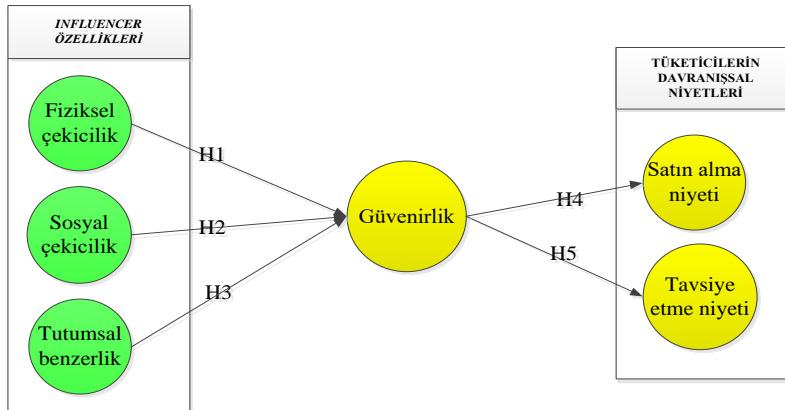 INFLUENCER
ÖZELLİKLERİ
Fiziksel
çekicilik
Sosyal
çekicilik
Tutumsal
benzerlik
H1
H2
H3
Güvenirlik
H4
H5
TÜKETİCİLERİN
DAVRANIŞSAL
NİYETLERİ
Satın alma
niyeti
Tavsiye
etme niyeti